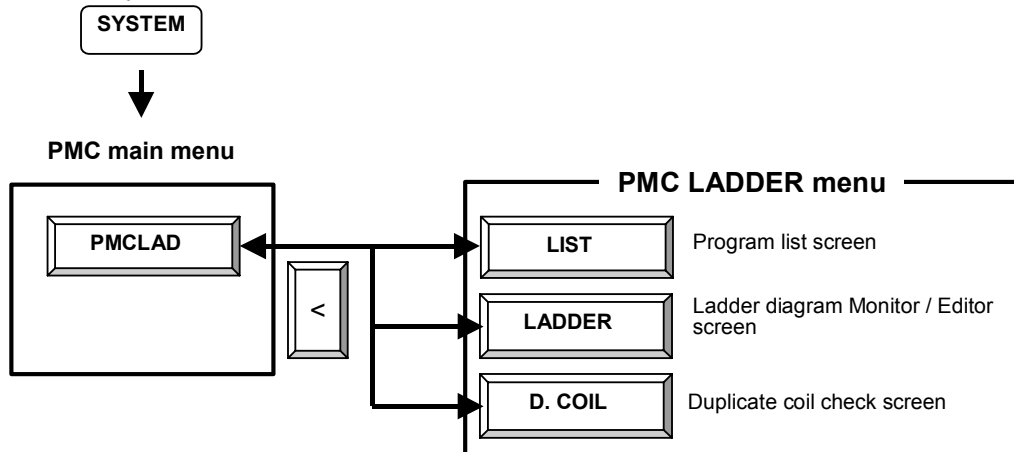 SYSTEM
PMC main menu
PMC LADDER menu
PMCLAD
<
LIST
Program list screen
LADDER
Ladder diagram Monitor / Editor
screen
D. COIL
Duplicate coil check screen